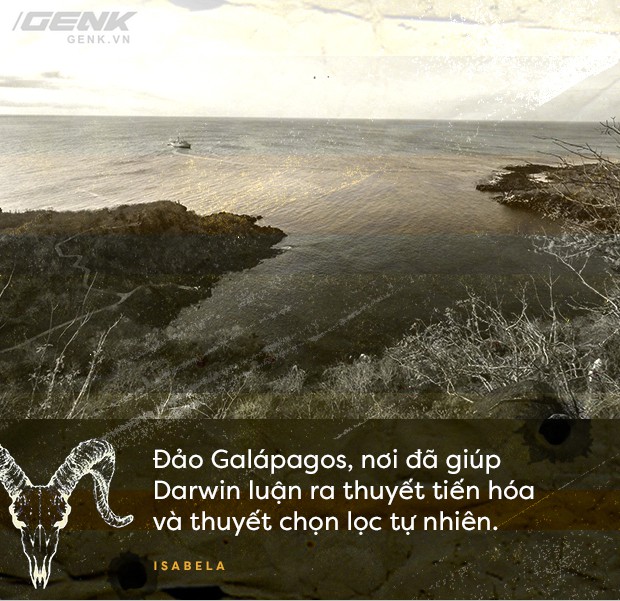 /GENK
GENK.VN
Đảo Galápagos, nơi đã giúp
Darwin luận ra thuyết tiến hóa
và thuyết chọn lọc tự nhiên.
ISABELA